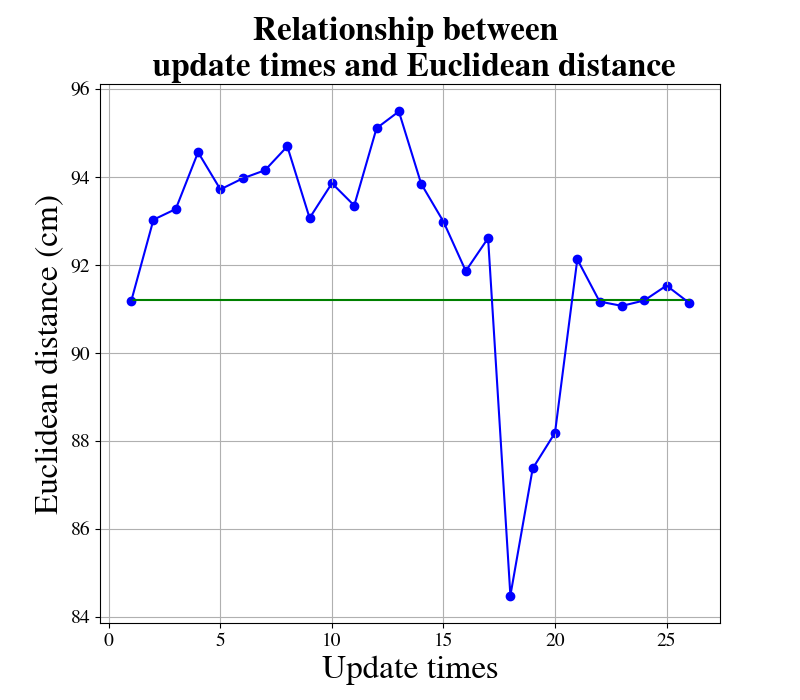 Relationship between
update times and Euclidean distance
Euclidean distance (cm)
96
94
92
90
88
86
84
0 5 10 15 20 25
Update times